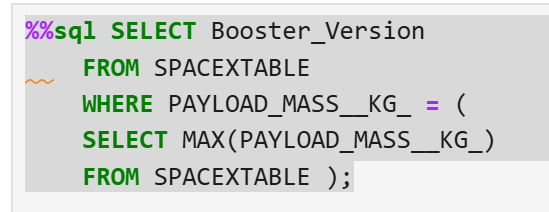 %%sql SELECT Booster_Version
FROM SPACEXTABLE
WHERE PAYLOAD_MASS__KG_ = (
SELECT MAX(PAYLOAD_MASS__KG_)
FROM SPACEXTABLE );